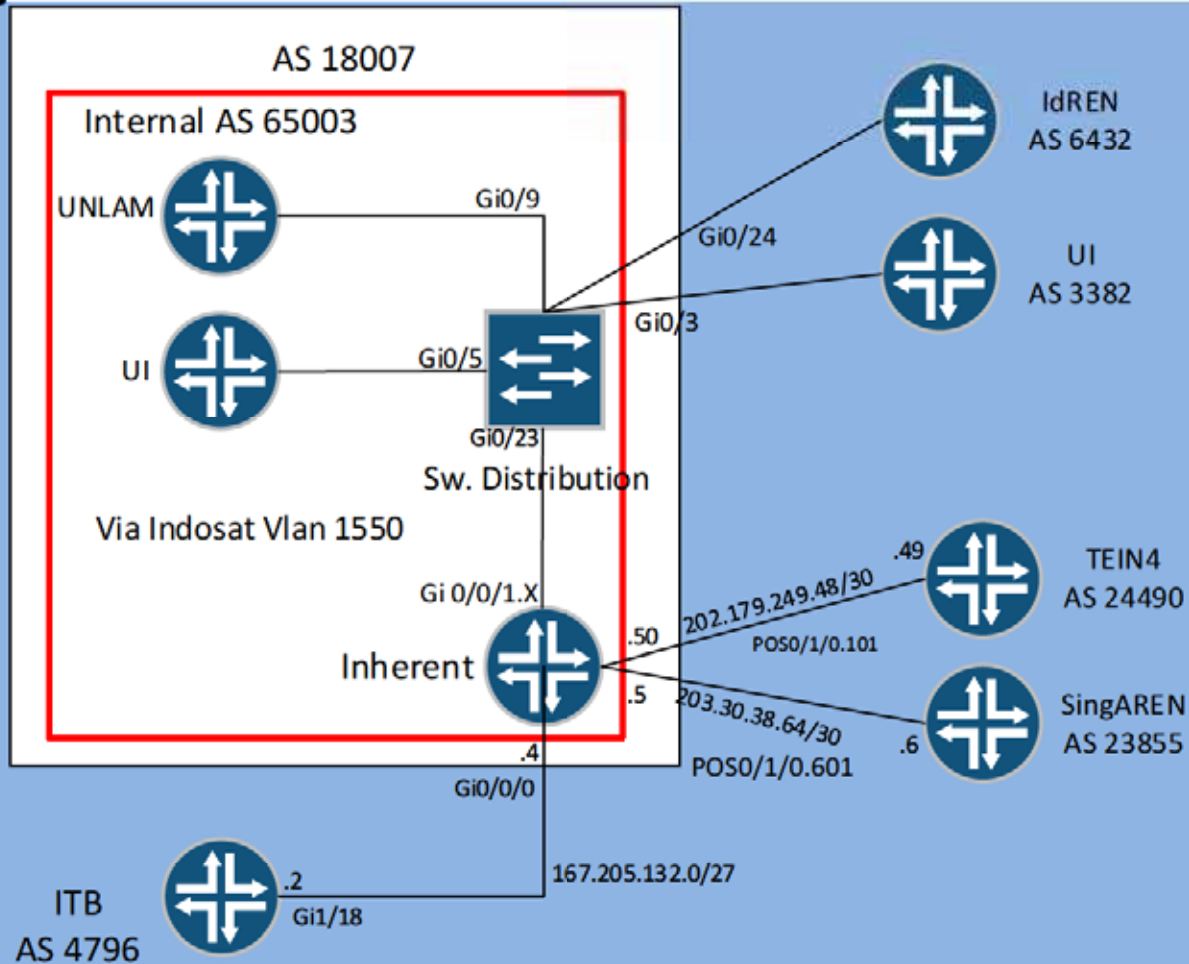 AS 18007
Internal AS 65003
UNLAM
Gi0/9
IdREN
AS 6432
Gi0/24
UI
AS 3382
Gi0/3
UI
Gi0/5
Gi0/23
Sw. Distribution
Via Indosat Vlan 1550
Gi 0/0/1.X
Inherent
.50
202.179.249.48/30
.49
POS0/1/0.101
TEIN4
AS 24490
.5
203.30.38.64/30
.6
POS0/1/0.601
SingAREN
AS 23855
.4
Gi0/0/0
167.205.132.0/27
.2
Gi1/18
ITB
AS 4796